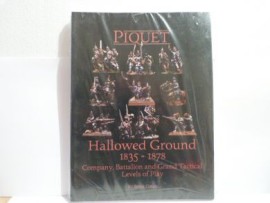 PIQUET
Hallowed Ground
1835 - 1878
Company, Battalion and Grand Tactical
Levels of Play